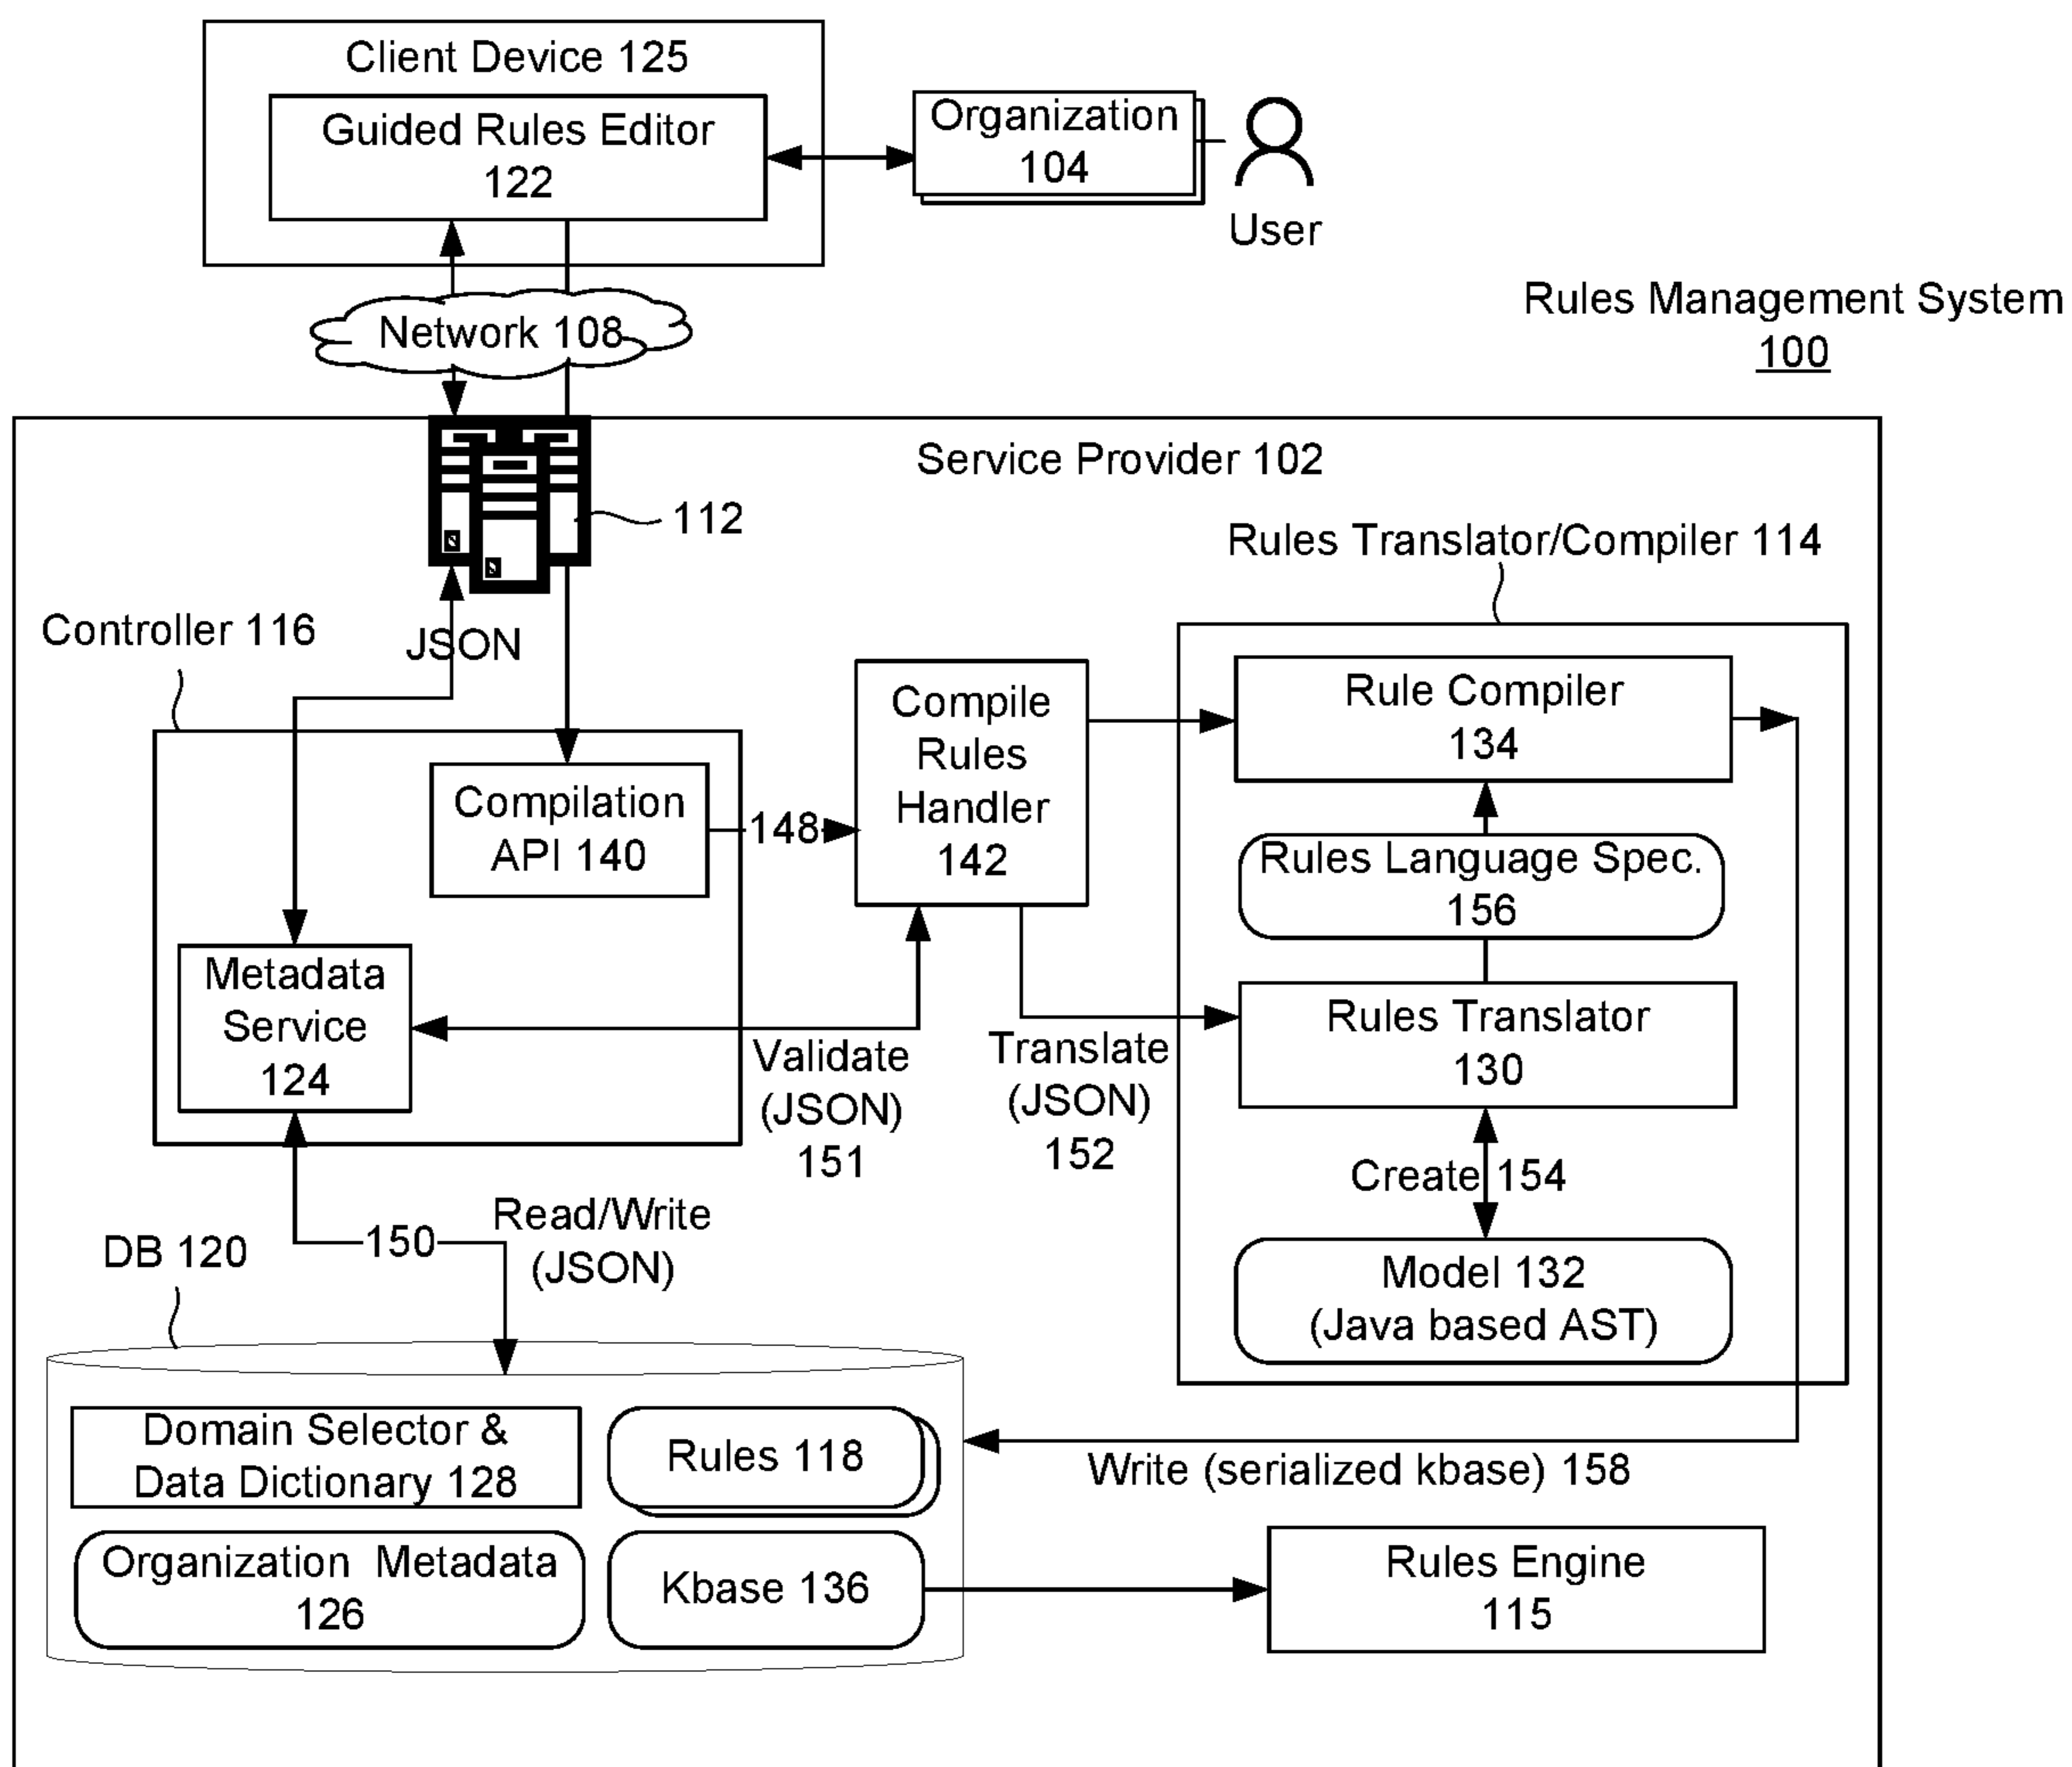 Client Device 125
Guided Rules Editor
122
Organization
104
User
Network 108
Rules Management System
100
Service Provider 102
112
Rules Translator/Compiler 114
Controller 116
JSON
Compile
Rules
Handler
142
Rule Compiler
134
Compilation
API 140
148
Rules Language Spec.
156
Metadata
Service
124
Rules Translator
130
Validate
(JSON)
151
Translate
(JSON)
152
Create 154
Read/Write
(JSON)
150
DB 120
Model 132
(Java based AST)
Domain Selector &
Data Dictionary 128
Rules 118
Write (serialized kbase) 158
Organization Metadata
126
Kbase 136
Rules Engine
115